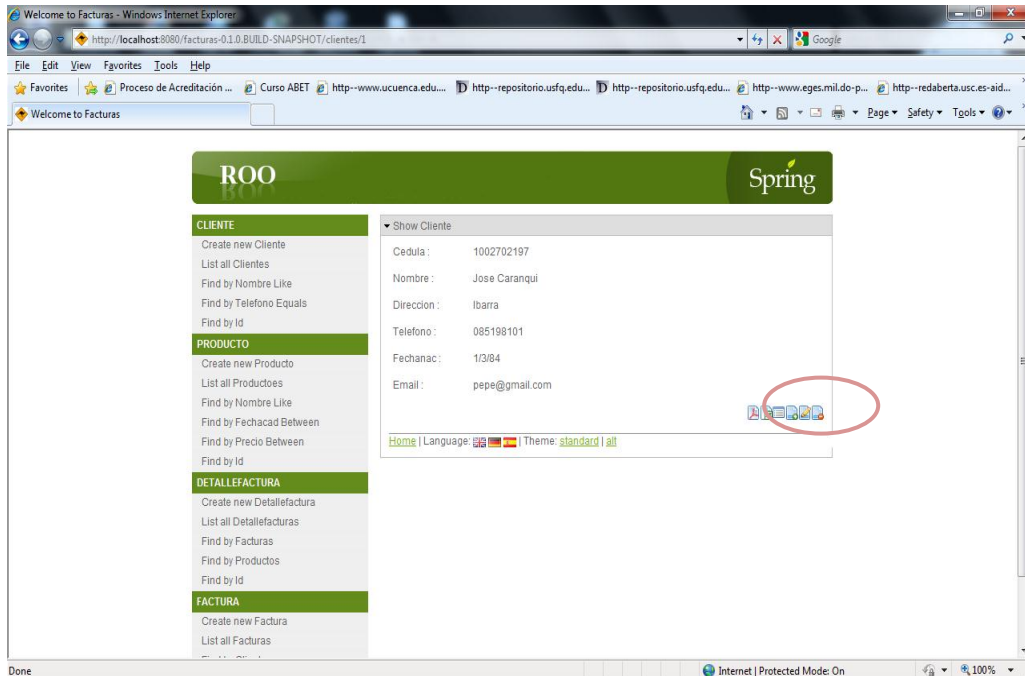 Welcome to Facturas - Windows Internet Explorer
http://localhost:8080/facturas-0.1.0.BUILD-SNAPSHOT/clientes/1
Google
File Edit View Favorites Tools Help
Favorites Proceso de Acreditación ... Curso ABET http--www.ucuenca.edu.... http--repositorio.usfq.edu... http--repositorio.usfq.edu... http--www.eges.mil.do-p... http--redaberta.usc.es-aid...
Welcome to Facturas
Page Safety Tools
ROO
Spring
CLIENTE
Create new Cliente
List all Clientes
Find by Nombre Like
Find by Telefono Equals
Find by Id
PRODUCTO
Create new Producto
List all Productoes
Find by Nombre Like
Find by Fechacad Between
Find by Precio Between
Find by Id
DETALLEFACTURA
Create new Detallefactura
List all Detallefacturas
Find by Facturas
Find by Productos
Find by Id
FACTURA
Create new Factura
List all Facturas
Show Cliente
Cedula : 1002702197
Nombre : Jose Caranqui
Direccion : Ibarra
Telefono : 085198101
Fechanac : 1/3/84
Email : pepe@gmail.com
Home | Language: | Theme: standard | alt
Done
Internet | Protected Mode: On
100%